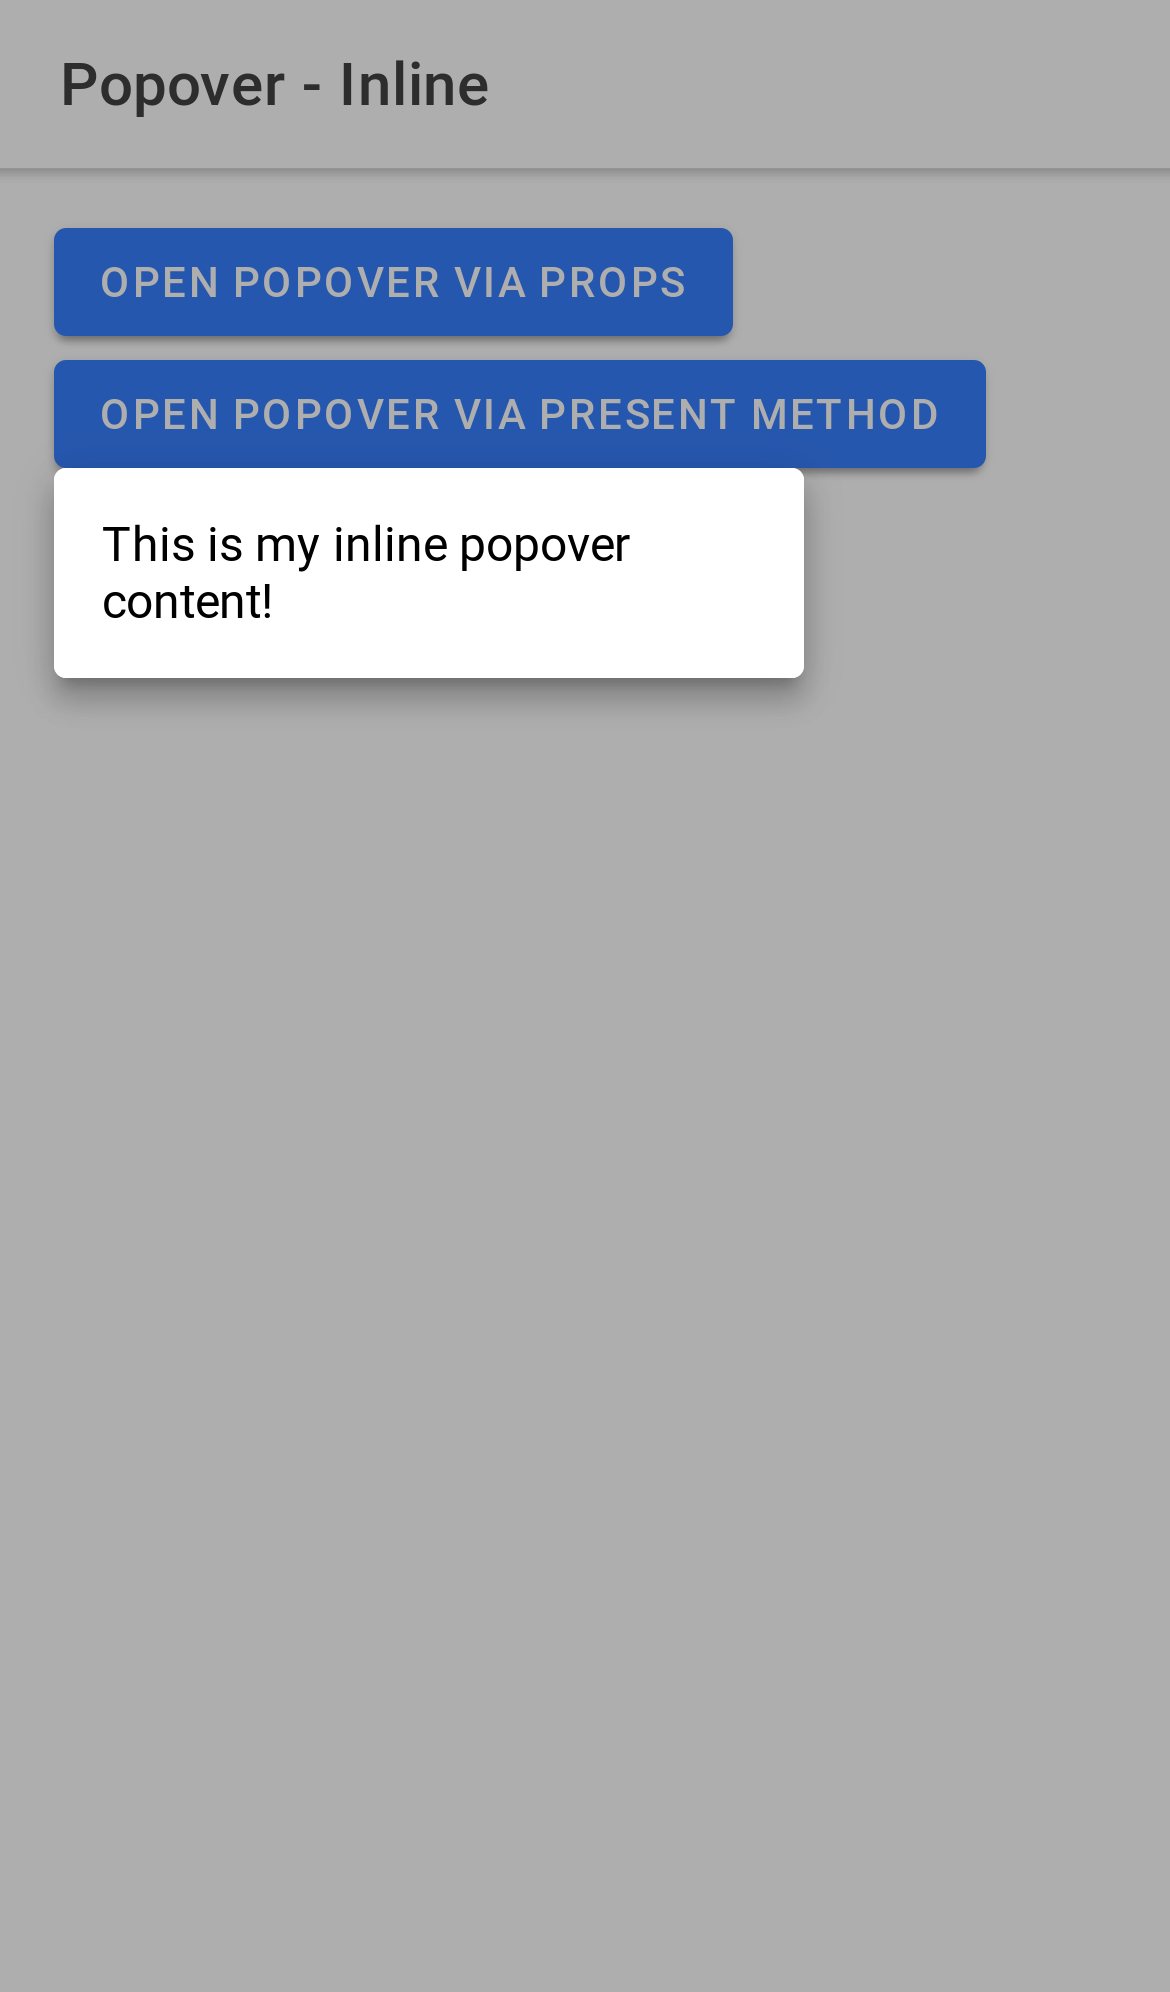 Popover - Inline
OPEN POPOVER VIA PROPS
OPEN POPOVER VIA PRESENT METHOD
This is my inline popover
content!